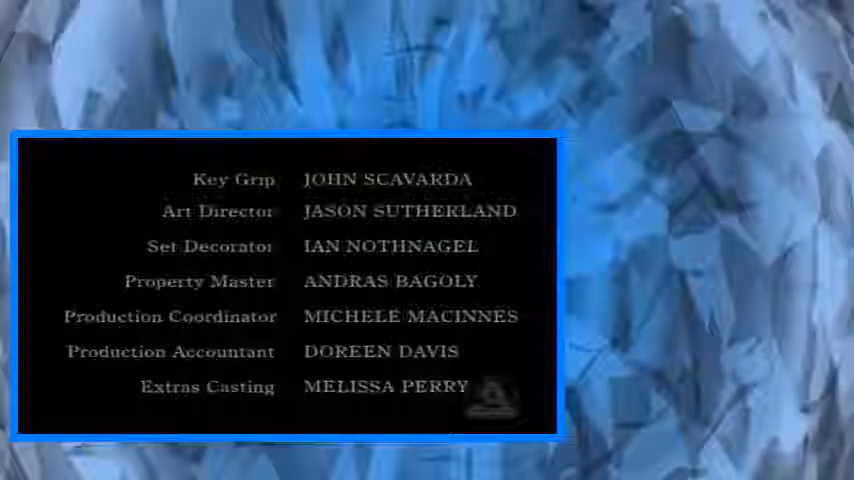 Key Grip JOHN SCAVARDA
Art Director JASON SUTHERLAND
Set Decorator IAN NOTHNAGEL
Property Master ANDRAS BAGOLY
Production Coordinator MICHELE MACINNES
Production Accountant DOREEN DAVIS
Extras Casting MELISSA PERRY